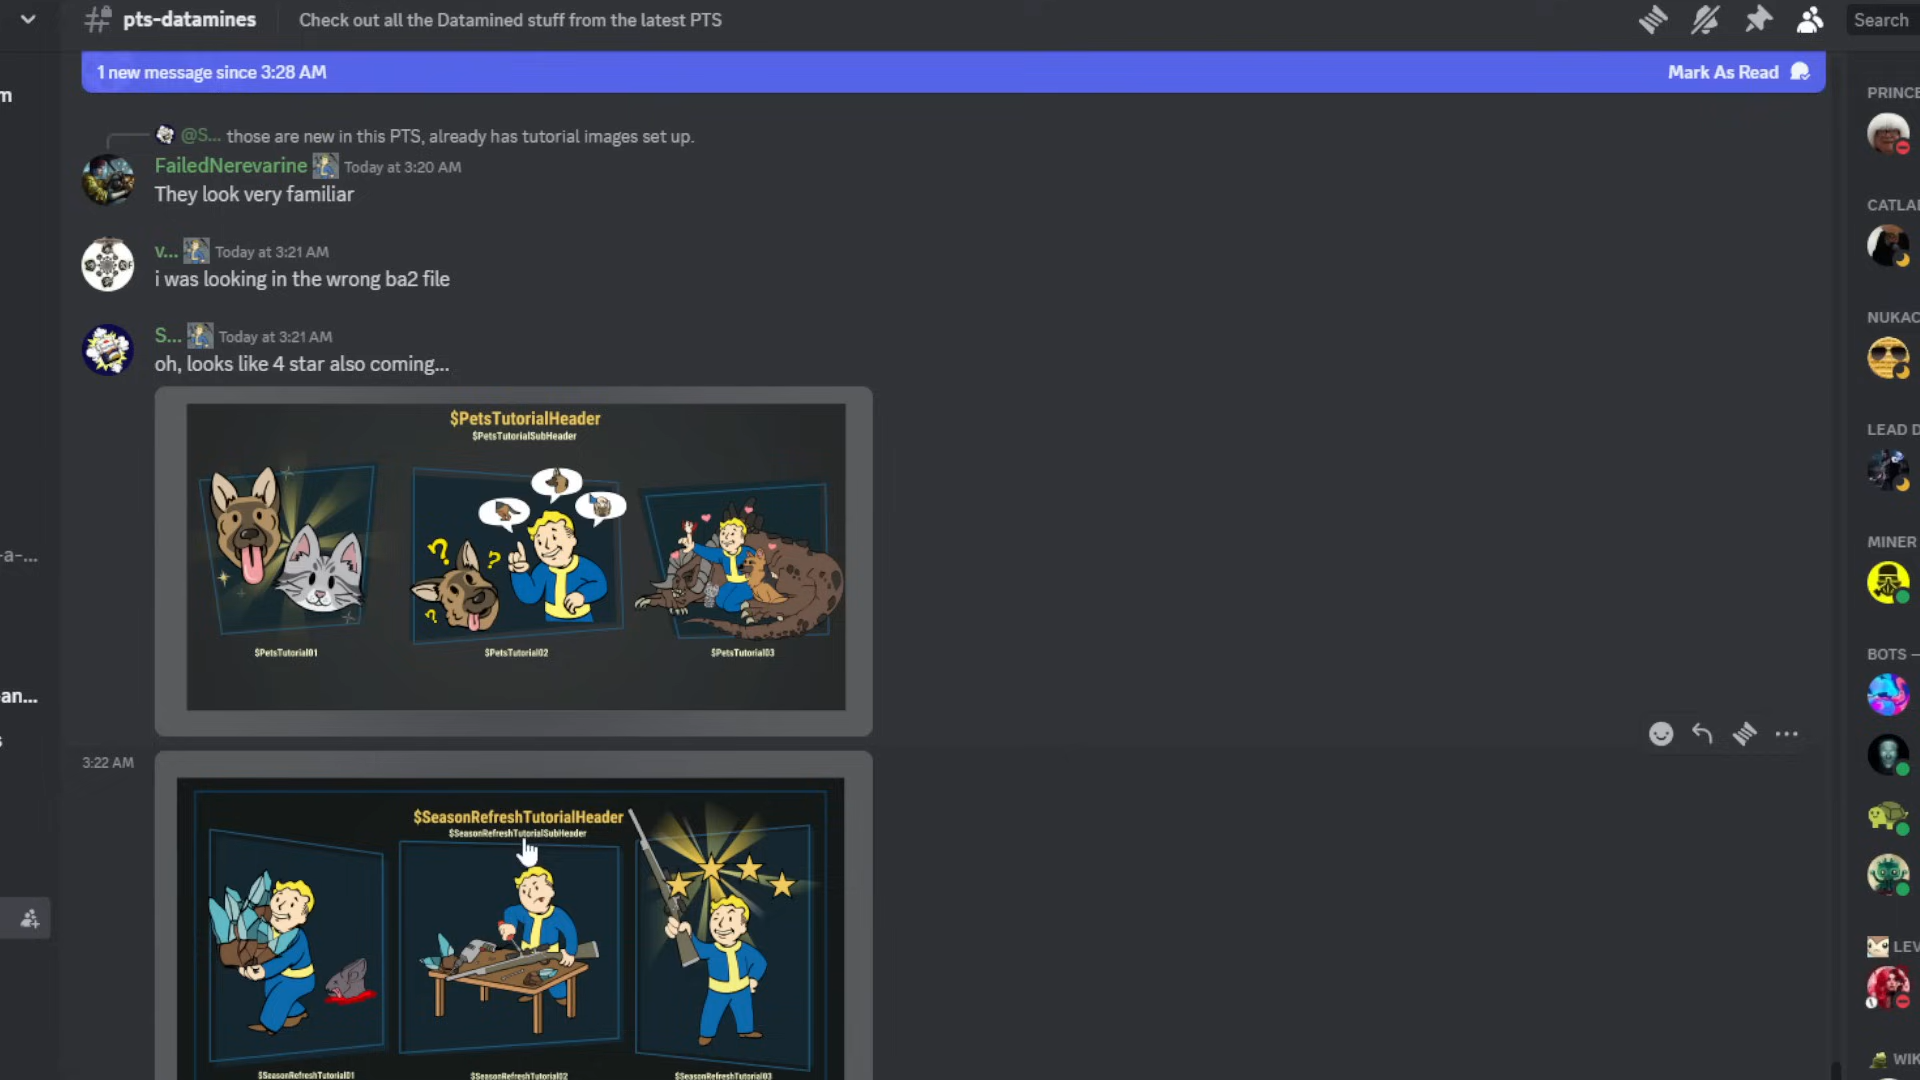 pts-datamines
Check out all the Datamined stuff from the latest PTS
Search
1 new message since 3:28 AM
Mark As Read
m
@S... those are new in this PTS, already has tutorial images set up.
FailedNerevarine Today at 3:20 AM
They look very familiar
v... Today at 3:21 AM
i was looking in the wrong ba2 file
S... Today at 3:21 AM
oh, looks like 4 star also coming...
$PetsTutorialHeader
$PetsTutorialSubHeader
? ? ?
$PetsTutorial01
$PetsTutorial02
$PetsTutorial03
3:22 AM
$SeasonRefreshTutorialHeader
$SeasonRefreshTutorialSubHeader
$SeasonRefreshTutorial01
$SeasonRefreshTutorial02
$SeasonRefreshTutorial03
-a-...
an...
s
PRINCE
CATLA
NUKAC
LEAD D
MINER
BOTS —
LEV
WIK